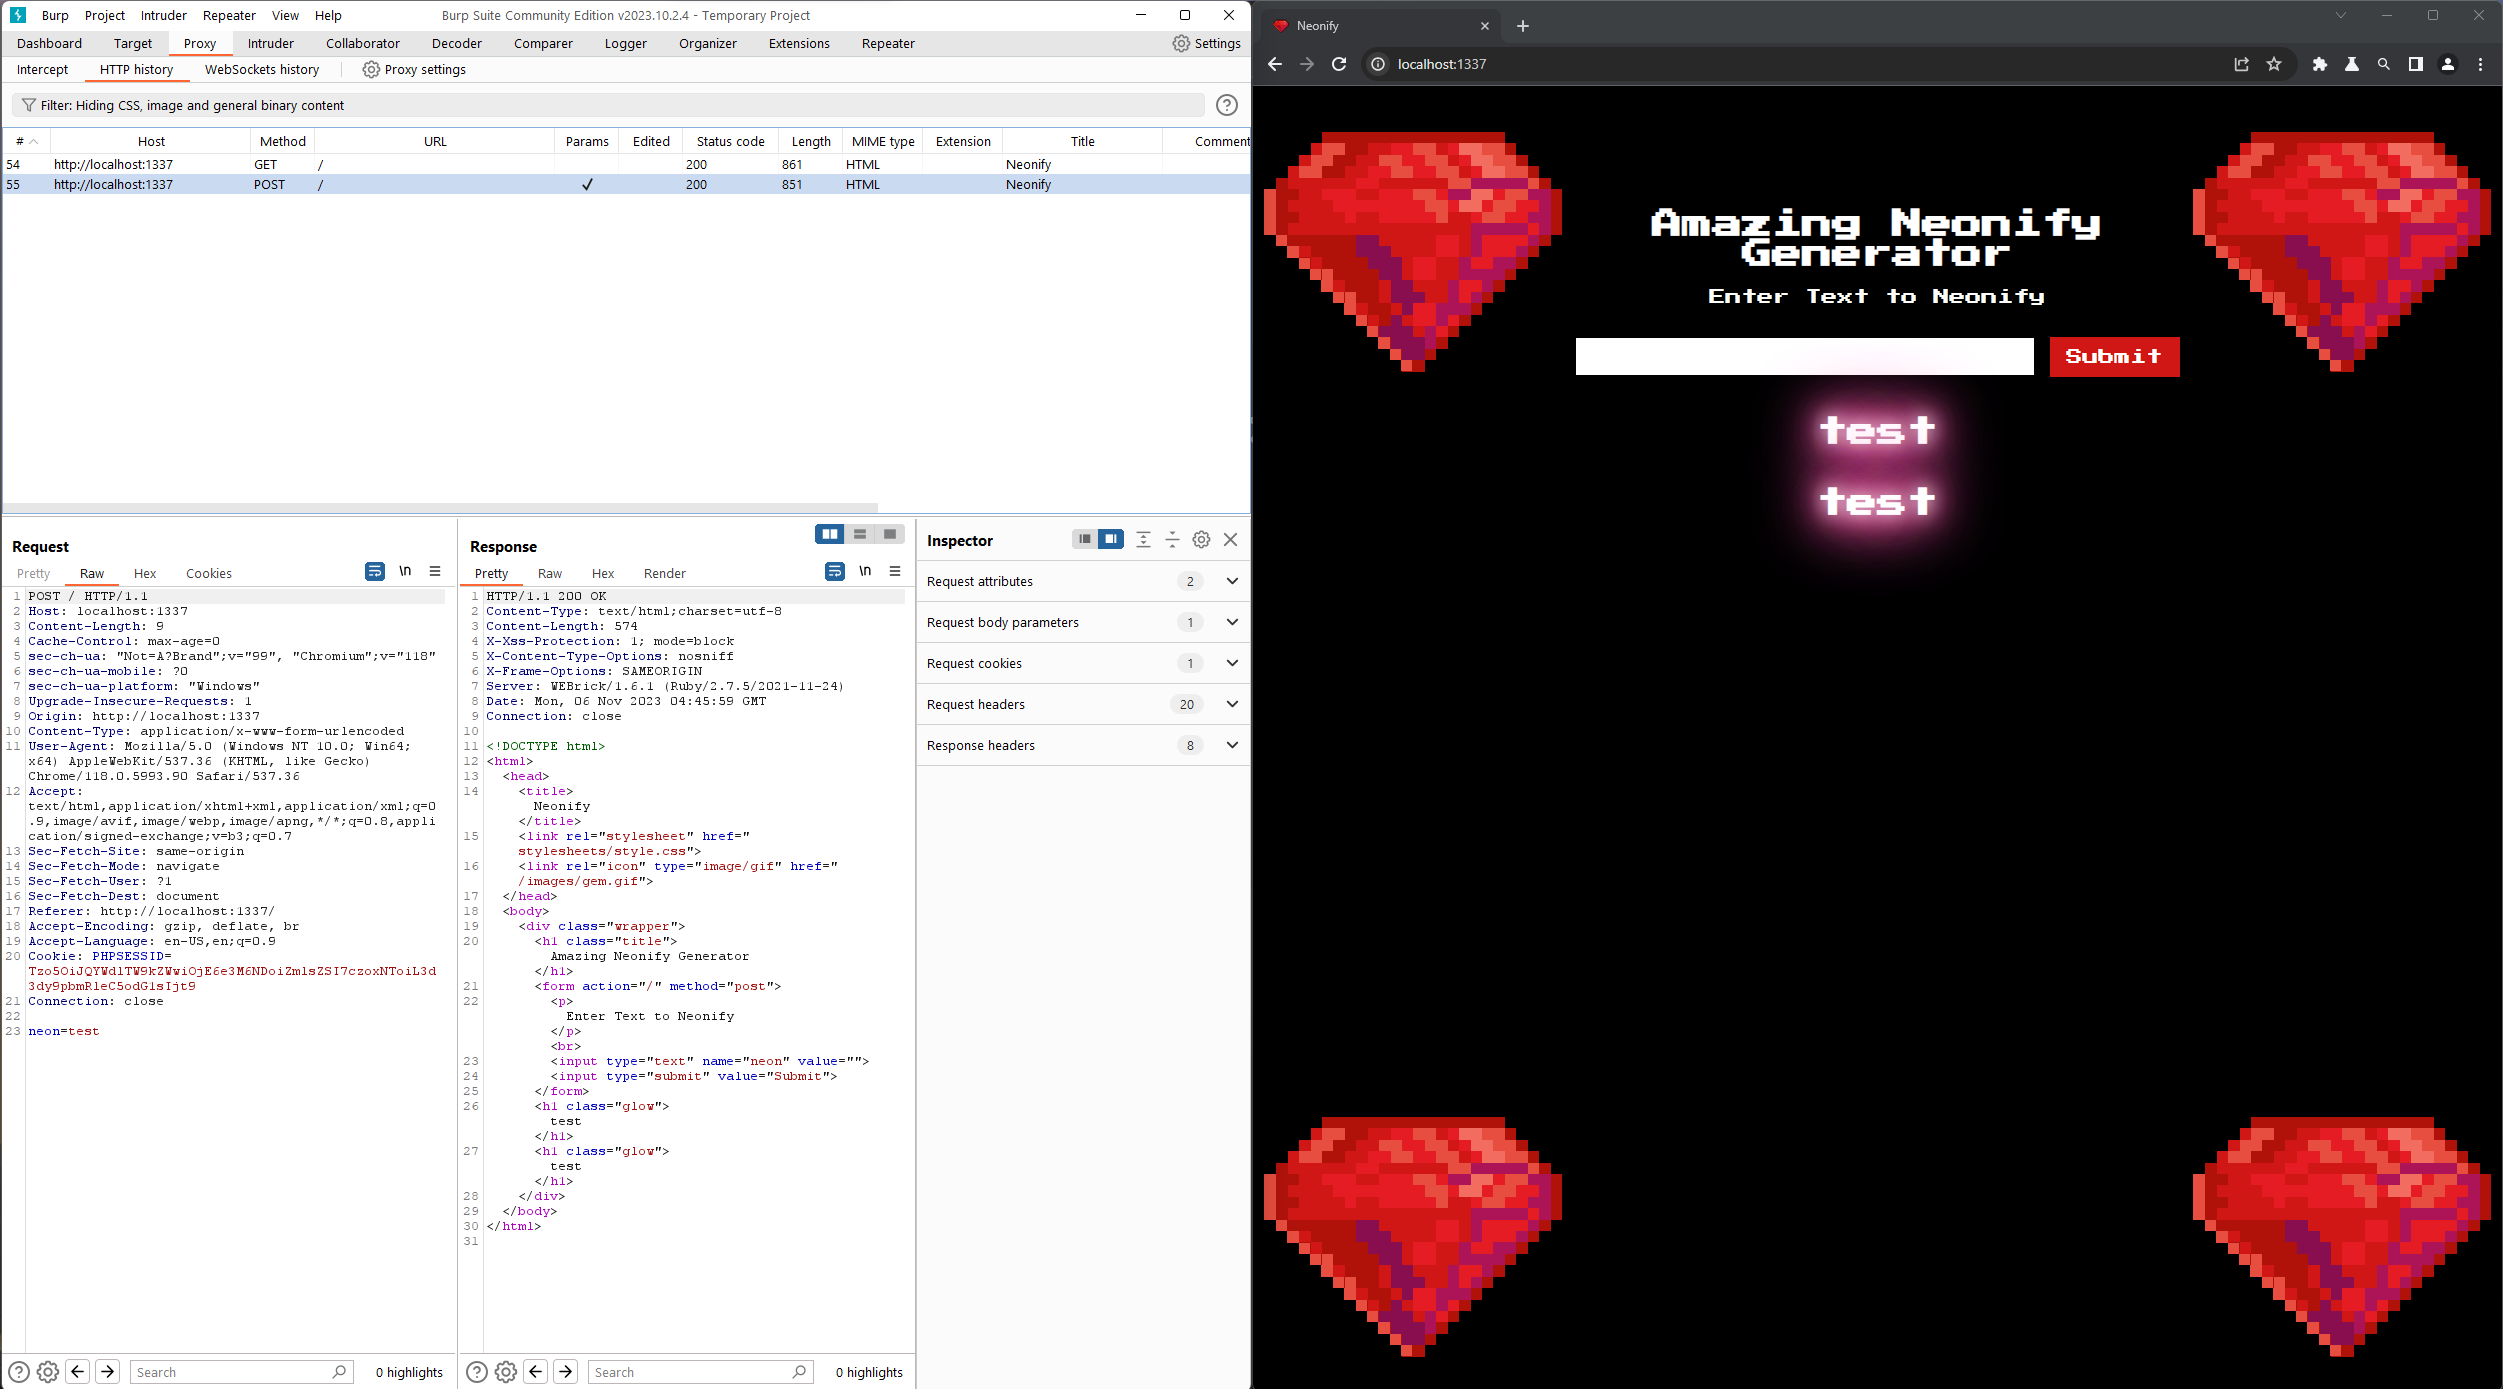 Burp Project Intruder Repeater View Help Burp Suite Community Edition v2023.10.2.4 - Temporary Project
Dashboard Target Proxy Intruder Collaborator Decoder Comparer Logger Organizer Extensions Repeater Settings
Intercept HTTP history WebSockets history Proxy settings
Filter: Hiding CSS, image and general binary content
# Host Method URL Params Edited Status code Length MIME type Extension Title Comment
54 http://localhost:1337 GET / 200 861 HTML Neonify
55 http://localhost:1337 POST / ✓ 200 851 HTML Neonify
Request
Pretty Raw Hex Cookies \n
1 POST / HTTP/1.1
2 Host: localhost:1337
3 Content-Length: 9
4 Cache-Control: max-age=0
5 sec-ch-ua: "Not=A?Brand";v="99", "Chromium";v="118"
6 sec-ch-ua-mobile: ?0
7 sec-ch-ua-platform: "Windows"
8 Upgrade-Insecure-Requests: 1
9 Origin: http://localhost:1337
10 Content-Type: application/x-www-form-urlencoded
11 User-Agent: Mozilla/5.0 (Windows NT 10.0; Win64;
x64) AppleWebKit/537.36 (KHTML, like Gecko)
Chrome/118.0.5993.90 Safari/537.36
12 Accept:
text/html,application/xhtml+xml,application/xml;q=0
.9,image/avif,image/webp,image/apng,*/*;q=0.8,appli
cation/signed-exchange;v=b3;q=0.7
13 Sec-Fetch-Site: same-origin
14 Sec-Fetch-Mode: navigate
15 Sec-Fetch-User: ?1
16 Sec-Fetch-Dest: document
17 Referer: http://localhost:1337/
18 Accept-Encoding: gzip, deflate, br
19 Accept-Language: en-US,en;q=0.9
20 Cookie: PHPSESSID=
Tzo5OiJQYWdlTW9kZWwiOjE6e3M6NDoiZmlsZSI7czoxNToiL3d
3dy9pbmRleC5odG1sIjt9
21 Connection: close
22
23 neon=test
Search 0 highlights
Response
Pretty Raw Hex Render \n
1 HTTP/1.1 200 OK
2 Content-Type: text/html;charset=utf-8
3 Content-Length: 574
4 X-Xss-Protection: 1; mode=block
5 X-Content-Type-Options: nosniff
6 X-Frame-Options: SAMEORIGIN
7 Server: WEBrick/1.6.1 (Ruby/2.7.5/2021-11-24)
8 Date: Mon, 06 Nov 2023 04:45:59 GMT
9 Connection: close
10
11 <!DOCTYPE html>
12 <html>
13 <head>
14 <title>
Neonify
</title>
15 <link rel="stylesheet" href="
stylesheets/style.css">
16 <link rel="icon" type="image/gif" href="
/images/gem.gif">
17 </head>
18 <body>
19 <div class="wrapper">
20 <h1 class="title">
Amazing Neonify Generator
</h1>
21 <form action="/" method="post">
22 <p>
Enter Text to Neonify
</p>
<br>
23 <input type="text" name="neon" value="">
24 <input type="submit" value="Submit">
25 </form>
26 <h1 class="glow">
test
</h1>
27 <h1 class="glow">
test
</h1>
28 </div>
29 </body>
30 </html>
31
Search 0 highlights
Inspector
Request attributes 2
Request body parameters 1
Request cookies 1
Request headers 20
Response headers 8
Neonify
localhost:1337
Amazing Neonify
Generator
Enter Text to Neonify
Submit
test
test